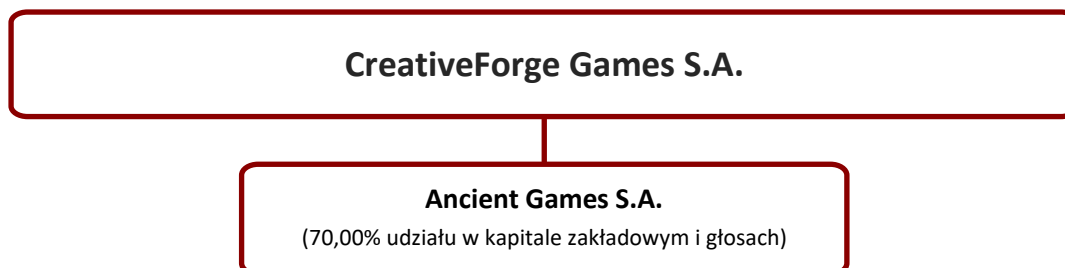 CreativeForge Games S.A.
Ancient Games S.A.
(70,00% udziału w kapitale zakładowym i głosach)